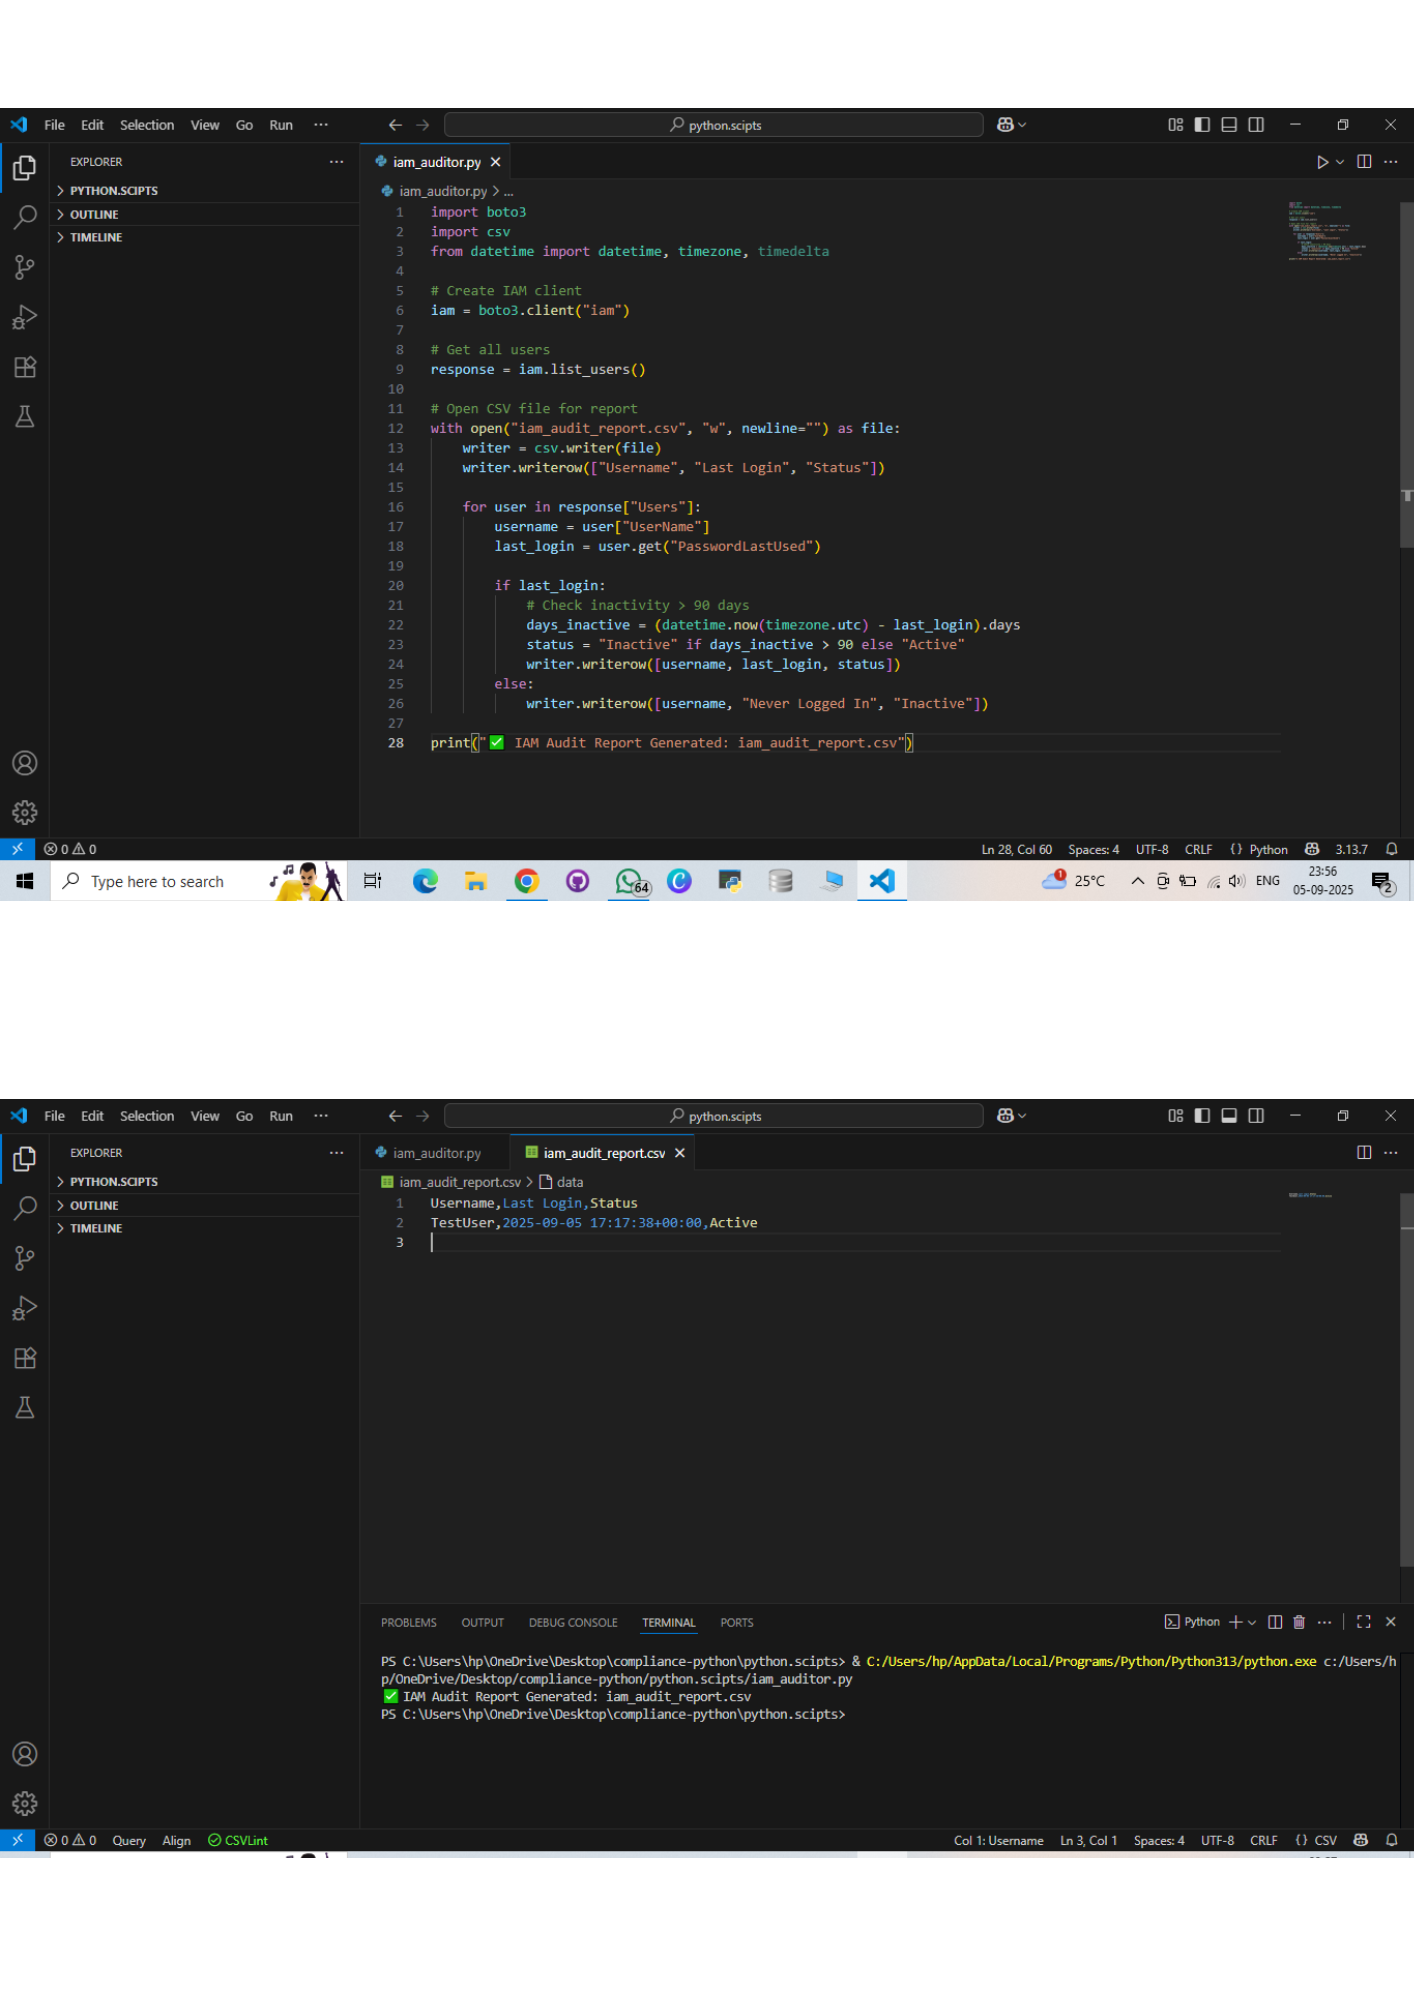 File Edit Selection View Go Run ···
python.scipts
EXPLORER ···
iam_auditor.py
PYTHON.SCIPTS
OUTLINE
TIMELINE
iam_auditor.py > ...
1 import boto3
2 import csv
3 from datetime import datetime, timezone, timedelta
4
5 # Create IAM client
6 iam = boto3.client("iam")
7
8 # Get all users
9 response = iam.list_users()
10
11 # Open CSV file for report
12 with open("iam_audit_report.csv", "w", newline="") as file:
13 writer = csv.writer(file)
14 writer.writerow(["Username", "Last Login", "Status"])
15
16 for user in response["Users"]:
17 username = user["UserName"]
18 last_login = user.get("PasswordLastUsed")
19
20 if last_login:
21 # Check inactivity > 90 days
22 days_inactive = (datetime.now(timezone.utc) - last_login).days
23 status = "Inactive" if days_inactive > 90 else "Active"
24 writer.writerow([username, last_login, status])
25 else:
26 writer.writerow([username, "Never Logged In", "Inactive"])
27
28 print("✅ IAM Audit Report Generated: iam_audit_report.csv")
0 0 Ln 28, Col 60 Spaces: 4 UTF-8 CRLF {} Python 3.13.7
Type here to search 64 1 25°C ENG 23:56 05-09-2025 2
File Edit Selection View Go Run ···
python.scipts
EXPLORER ···
iam_auditor.py iam_audit_report.csv
PYTHON.SCIPTS
OUTLINE
TIMELINE
iam_audit_report.csv > data
1 Username,Last Login,Status
2 TestUser,2025-09-05 17:17:38+00:00,Active
3
PROBLEMS OUTPUT DEBUG CONSOLE TERMINAL PORTS Python
PS C:\Users\hp\OneDrive\Desktop\compliance-python\python.scipts> & C:/Users/hp/AppData/Local/Programs/Python/Python313/python.exe c:/Users/h
p/OneDrive/Desktop/compliance-python/python.scipts/iam_auditor.py
✅ IAM Audit Report Generated: iam_audit_report.csv
PS C:\Users\hp\OneDrive\Desktop\compliance-python\python.scipts>
0 0 Query Align CSVLint Col 1: Username Ln 3, Col 1 Spaces: 4 UTF-8 CRLF {} CSV